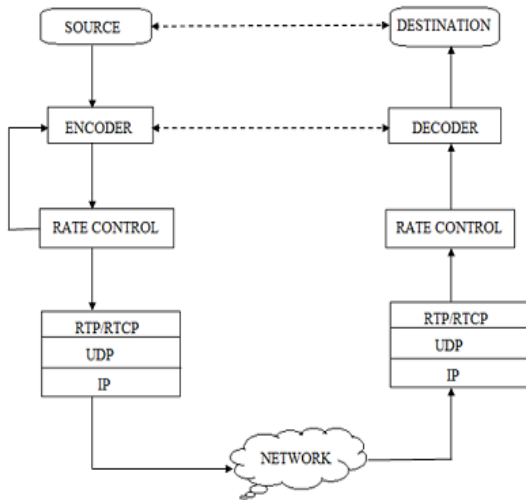 SOURCE
DESTINATION
ENCODER
DECODER
RATE CONTROL
RATE CONTROL
RTP/RTCP
UDP
IP
RTP/RTCP
UDP
IP
NETWORK